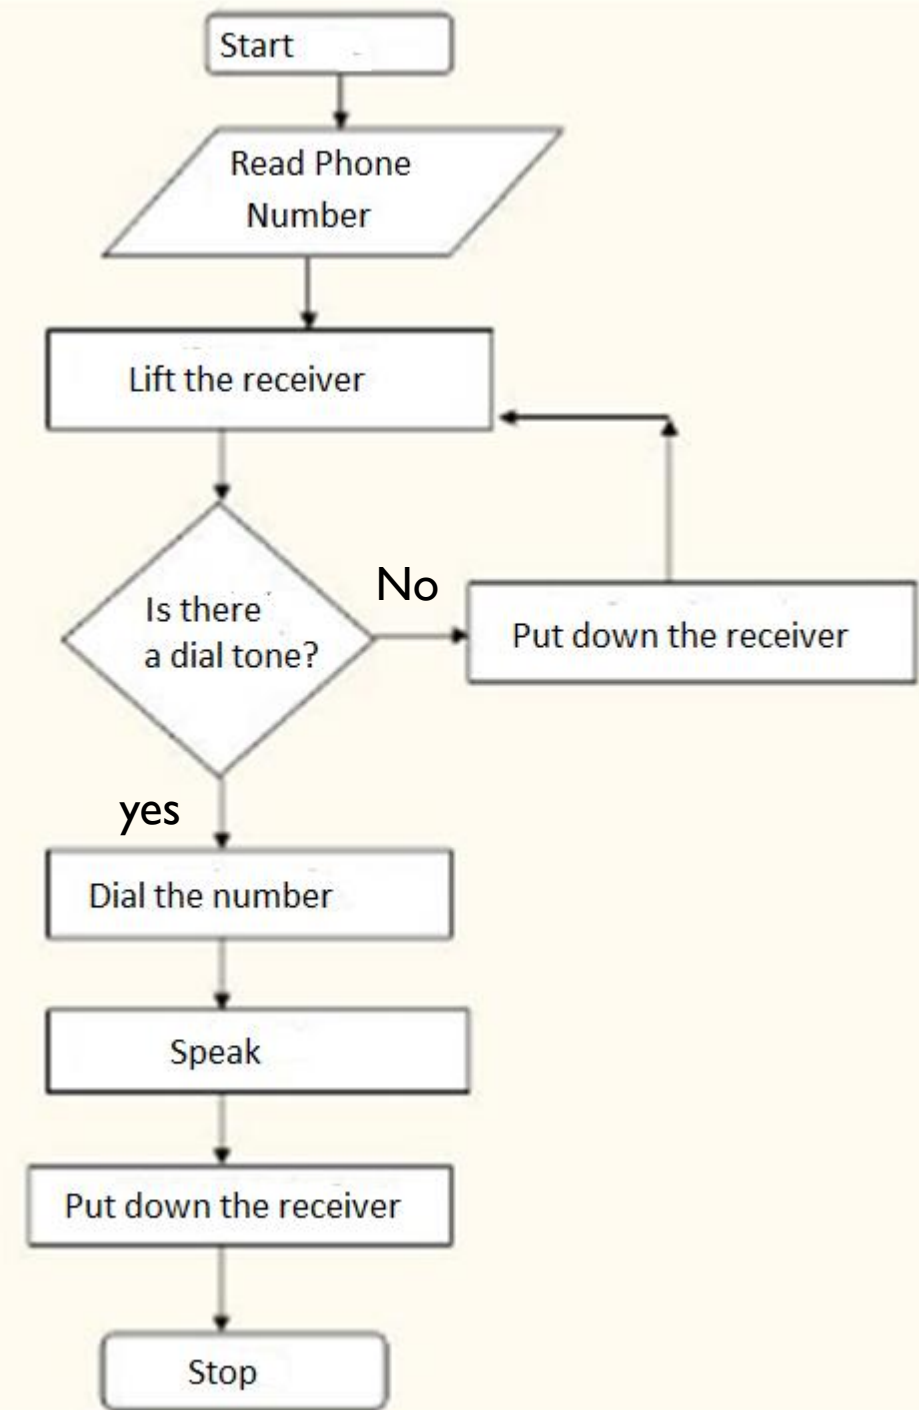 Start
Read Phone
Number
Lift the receiver
Is there
a dial tone?
No
Put down the receiver
yes
Dial the number
Speak
Put down the receiver
Stop